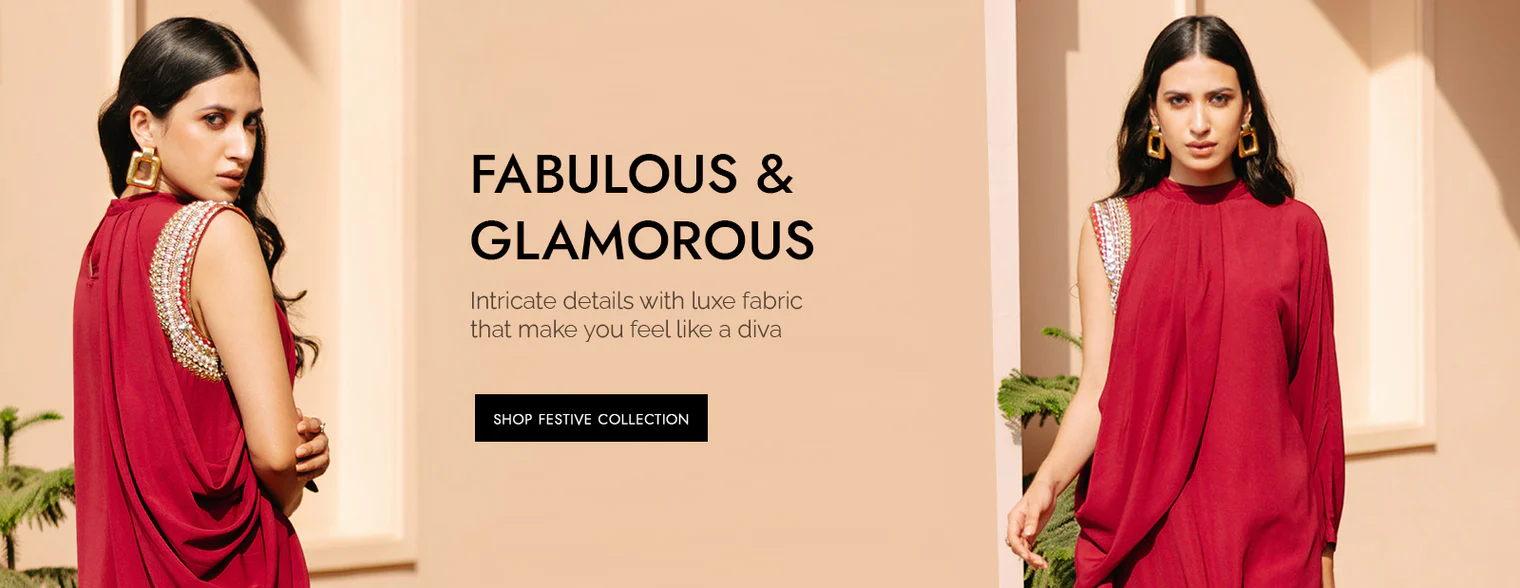 FABULOUS &
GLAMOROUS
Intricate details with luxe fabric
that make you feel like a diva
SHOP FESTIVE COLLECTION